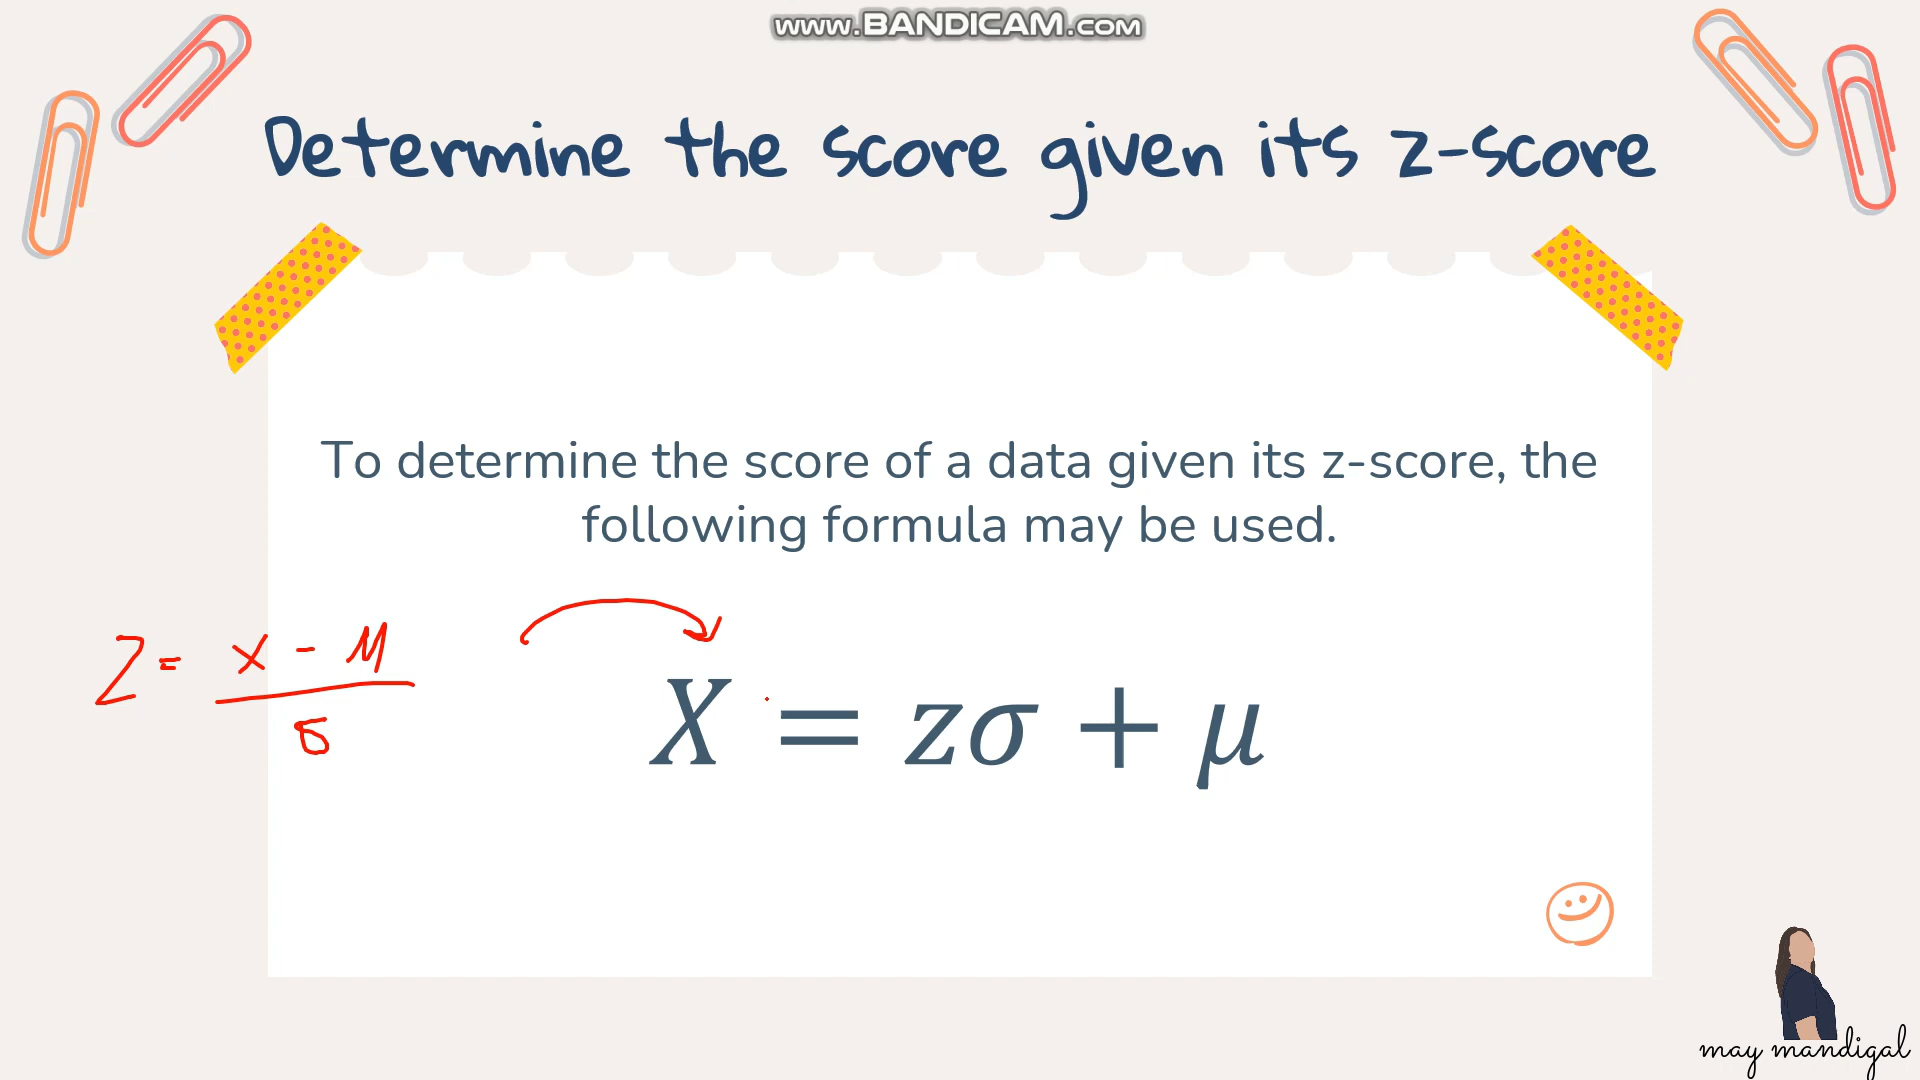 www.BANDICAM.com
Determine the score given its z-score
To determine the score of a data given its z-score, the
following formula may be used.
Z = x - μ
σ
X = zσ + μ
may mandigal